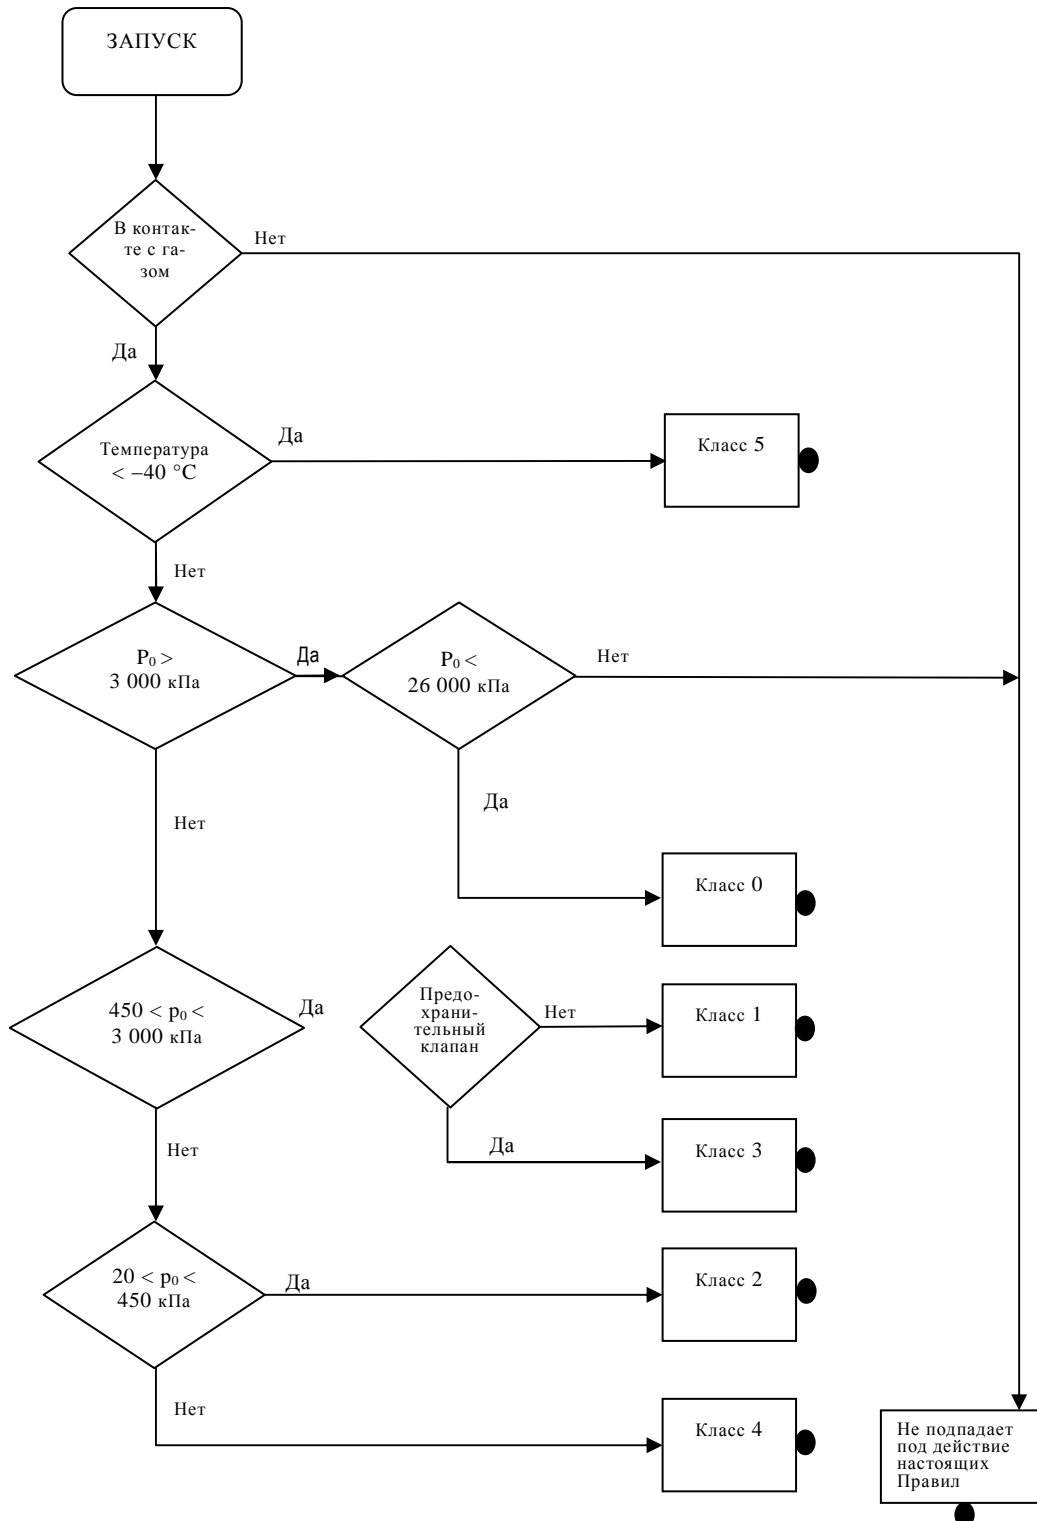 ЗАПУСК
В контак-
те с га-
зом
Нет
Да
Температура
< –40 °C
Да
Класс 5
Нет
P0 >
3 000 кПа
Да
P0 <
26 000 кПа
Нет
Да
Нет
Класс 0
450 < p0 <
3 000 кПа
Да
Предо-
храни-
тельный
клапан
Нет
Класс 1
Да
Класс 3
Нет
20 < p0 <
450 кПа
Да
Класс 2
Нет
Класс 4
Не подпадает
под действие
настоящих
Правил